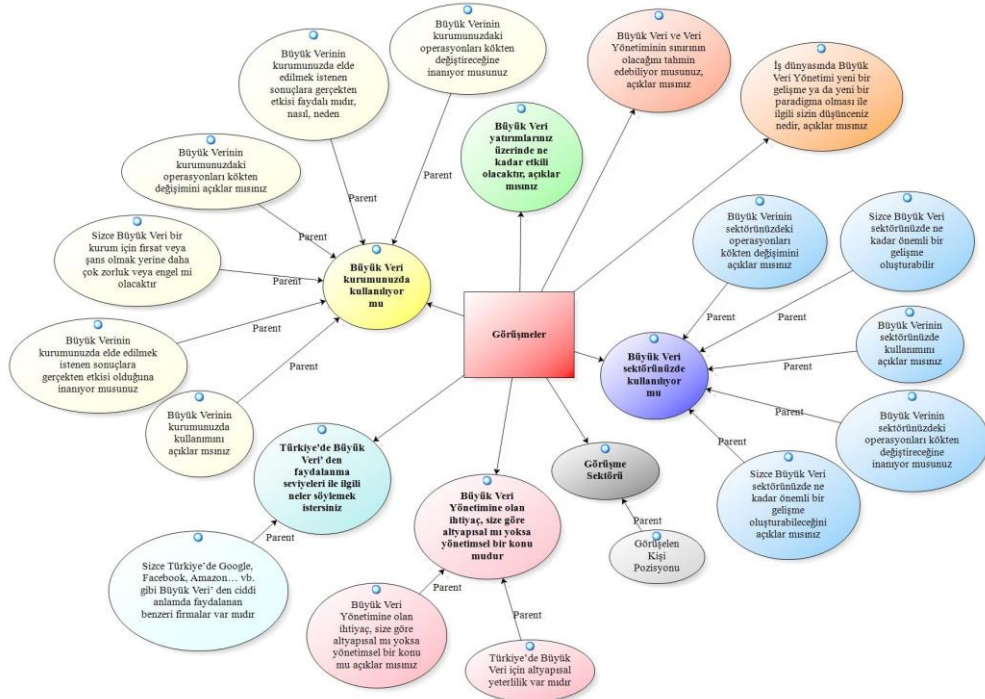 Büyük Verinin
kurumunuzdaki
operasyonları kökten
değiştireceğine
inanıyor musunuz
Büyük Verinin
kurumunuzda elde
edilmek istenen
sonuçlara gerçekten
etkisi faydalı mıdır,
nasıl, neden
Büyük Verinin
kurumunuzdaki
operasyonları kökten
değişimini açıklar mısınız
Sizce Büyük Veri bir
kurum için fırsat veya
şans olmak yerine daha
çok zorluk veya engel mi
olacaktır
Büyük Verinin
kurumunuzda elde edilmek
istenen sonuçlara
gerçekten etkisi olduğuna
inanıyor musunuz
Büyük Verinin
kurumunuzda
kullanımını
açıklar msınız
Parent
Parent
Parent
Parent
Parent
Parent
Büyük Veri
kurumunuzda
kullanılıyor
mu
Büyük Veri
yatırımlarınız
üzerinde ne
kadar etkili
olacaktır, açıklar
mısınız
Büyük Veri ve Veri
Yönetiminin sınırının
olacağını tahmin
edebiliyor musunuz,
açıklar mısınız
İş dünyasında Büyük
Veri Yönetimi yeni bir
gelişme ya da yeni bir
paradigma olması ile
ilgili sizin düşünceniz
nedir, açıklar mısınız
Görüşmeler
Büyük Verinin
sektörünüzdeki
operasyonları
kökten değişimini
açıklar mısınız
Sizce Büyük Veri
sektörünüzde ne
kadar önemli bir
gelişme
oluşturabilir
Büyük Verinin
sektörünüzde
kullanımını
açıklar mısınız
Büyük Verinin
sektörünüzdeki
operasyonları kökten
değiştireceğine
inanıyor musunuz
Sizce Büyük Veri
sektörünüzde ne
kadar önemli bir
gelişme
oluşturabileceğini
açıklar mısınız
Parent
Parent
Parent
Parent
Parent
Büyük Veri
sektörünüzde
kullanılıyor
mu
Türkiye’de Büyük
Veri’ den
faydalanma
seviyeleri ile ilgili
neler söylemek
istersiniz
Parent
Sizce Türkiye’de Google,
Facebook, Amazon… vb.
gibi Büyük Veri’ den ciddi
anlamda faydalanan
benzeri firmalar var mıdır
Büyük Veri
Yönetimine olan
ihtiyaç, size göre
altyapısal mı yoksa
yönetimsel bir konu
mudur
Parent
Parent
Büyük Veri
Yönetimine olan
ihtiyaç, size göre
altyapısal mı yoksa
yönetimsel bir konu
mu açıklar mısınız
Türkiye’de Büyük
Veri için altyapısal
yeterlilik var mıdır
Görüşme
Sektörü
Parent
Görüşelen
Kişi
Pozisyonu